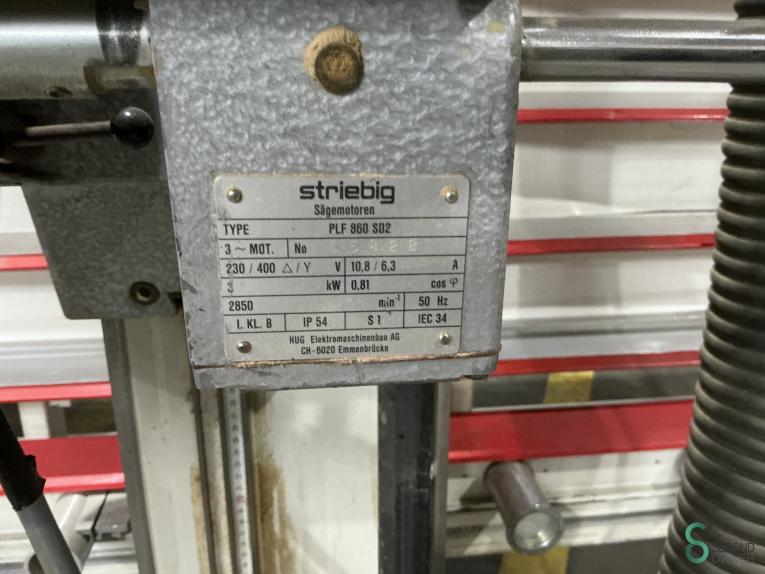 striebig
Sägemotoren
TYPE PLF 860 SD2
3 ~ MOT. No
230 / 400 △ / Y V 10,8 / 6,3 A
3 kW 0,81 cos φ
2850 min⁻¹ 50 Hz
I. KL. B IP 54 S 1 IEC 34
HUG Elektromaschinenbau AG
CH-6020 Emmenbrücke